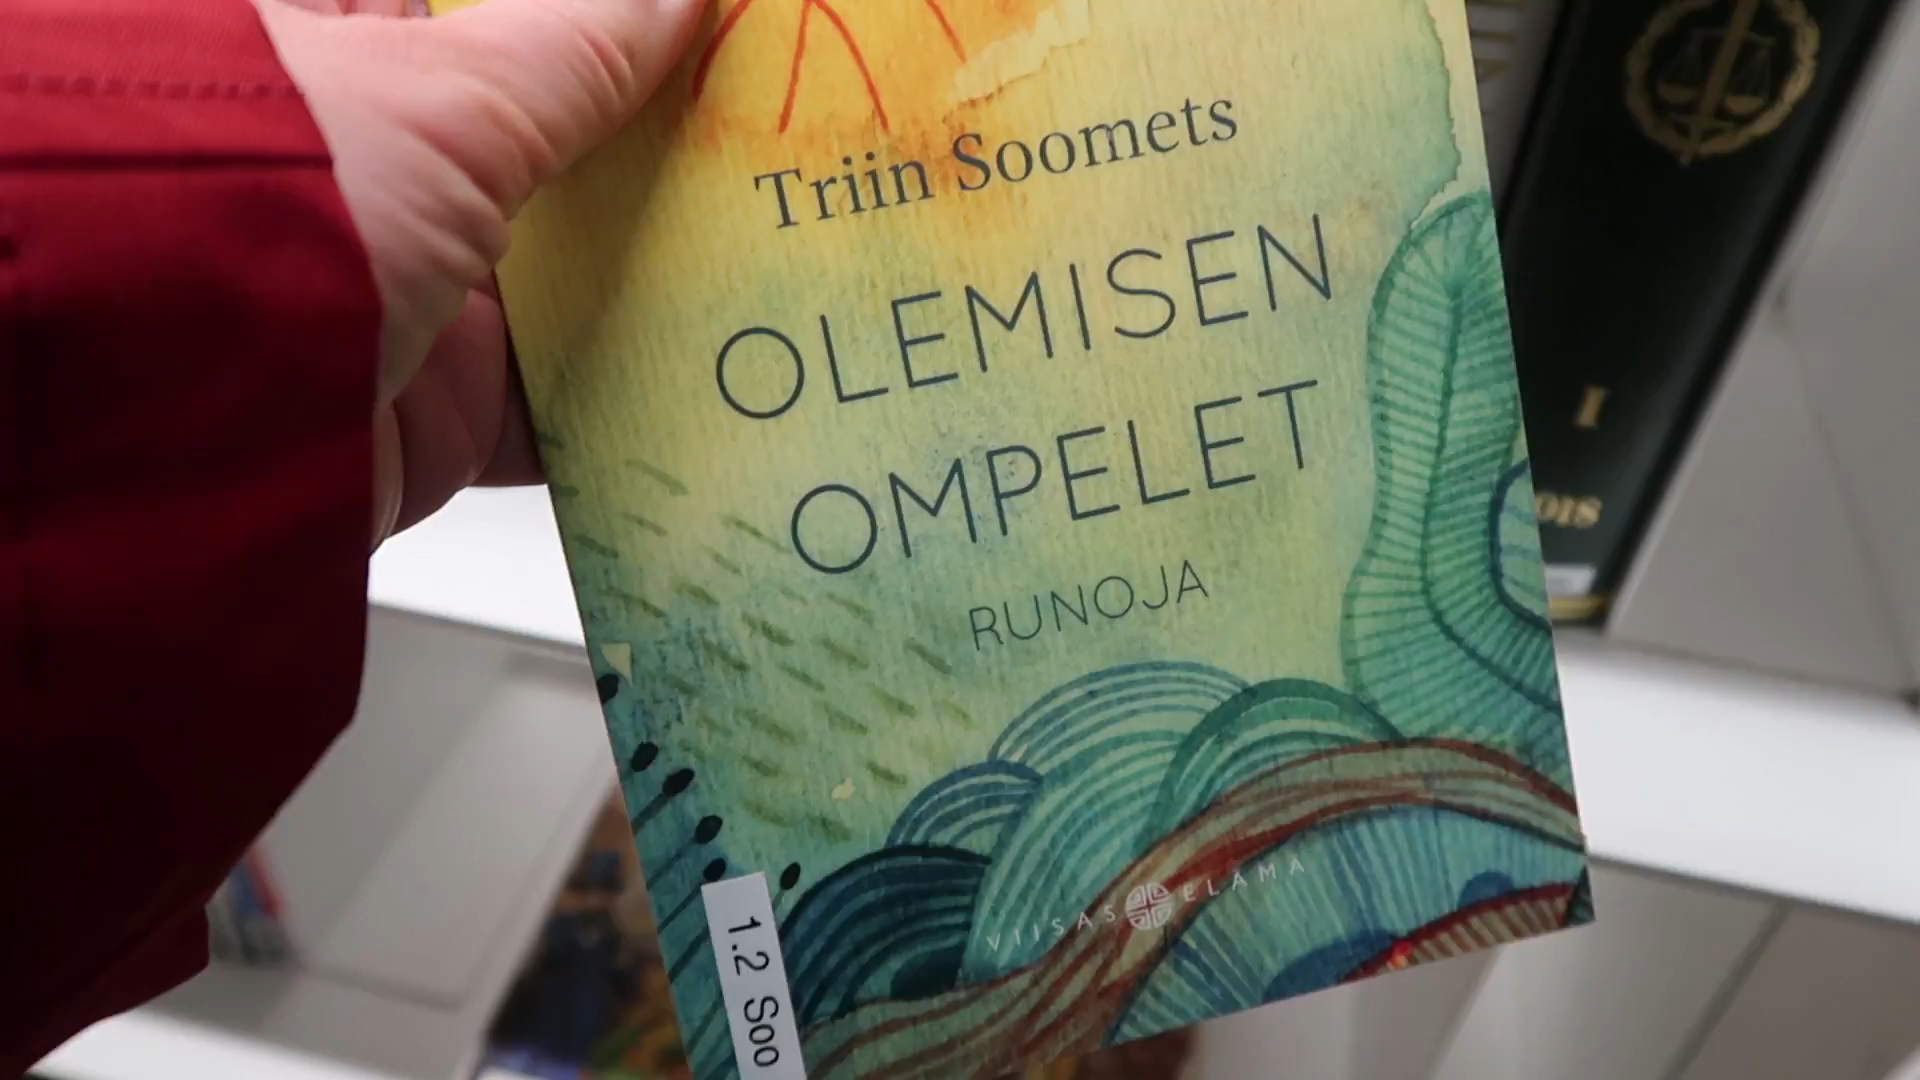 Triin Soomets
OLEMISEN
OMPELET
RUNOJA
VIISAS ELÄMÄ
1.2 Soo
I